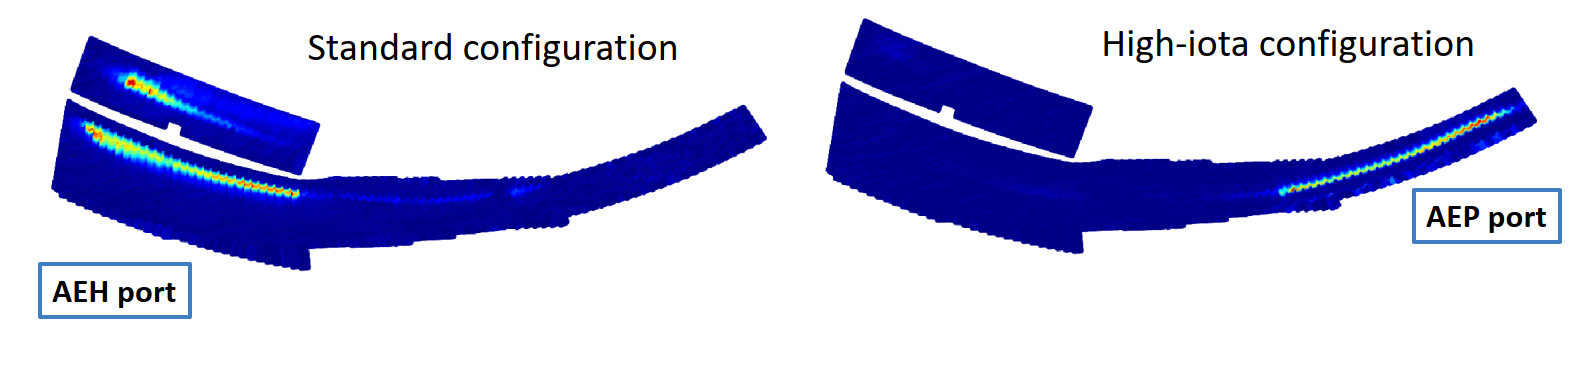 Standard configuration
High-iota configuration
AEP port
AEH port